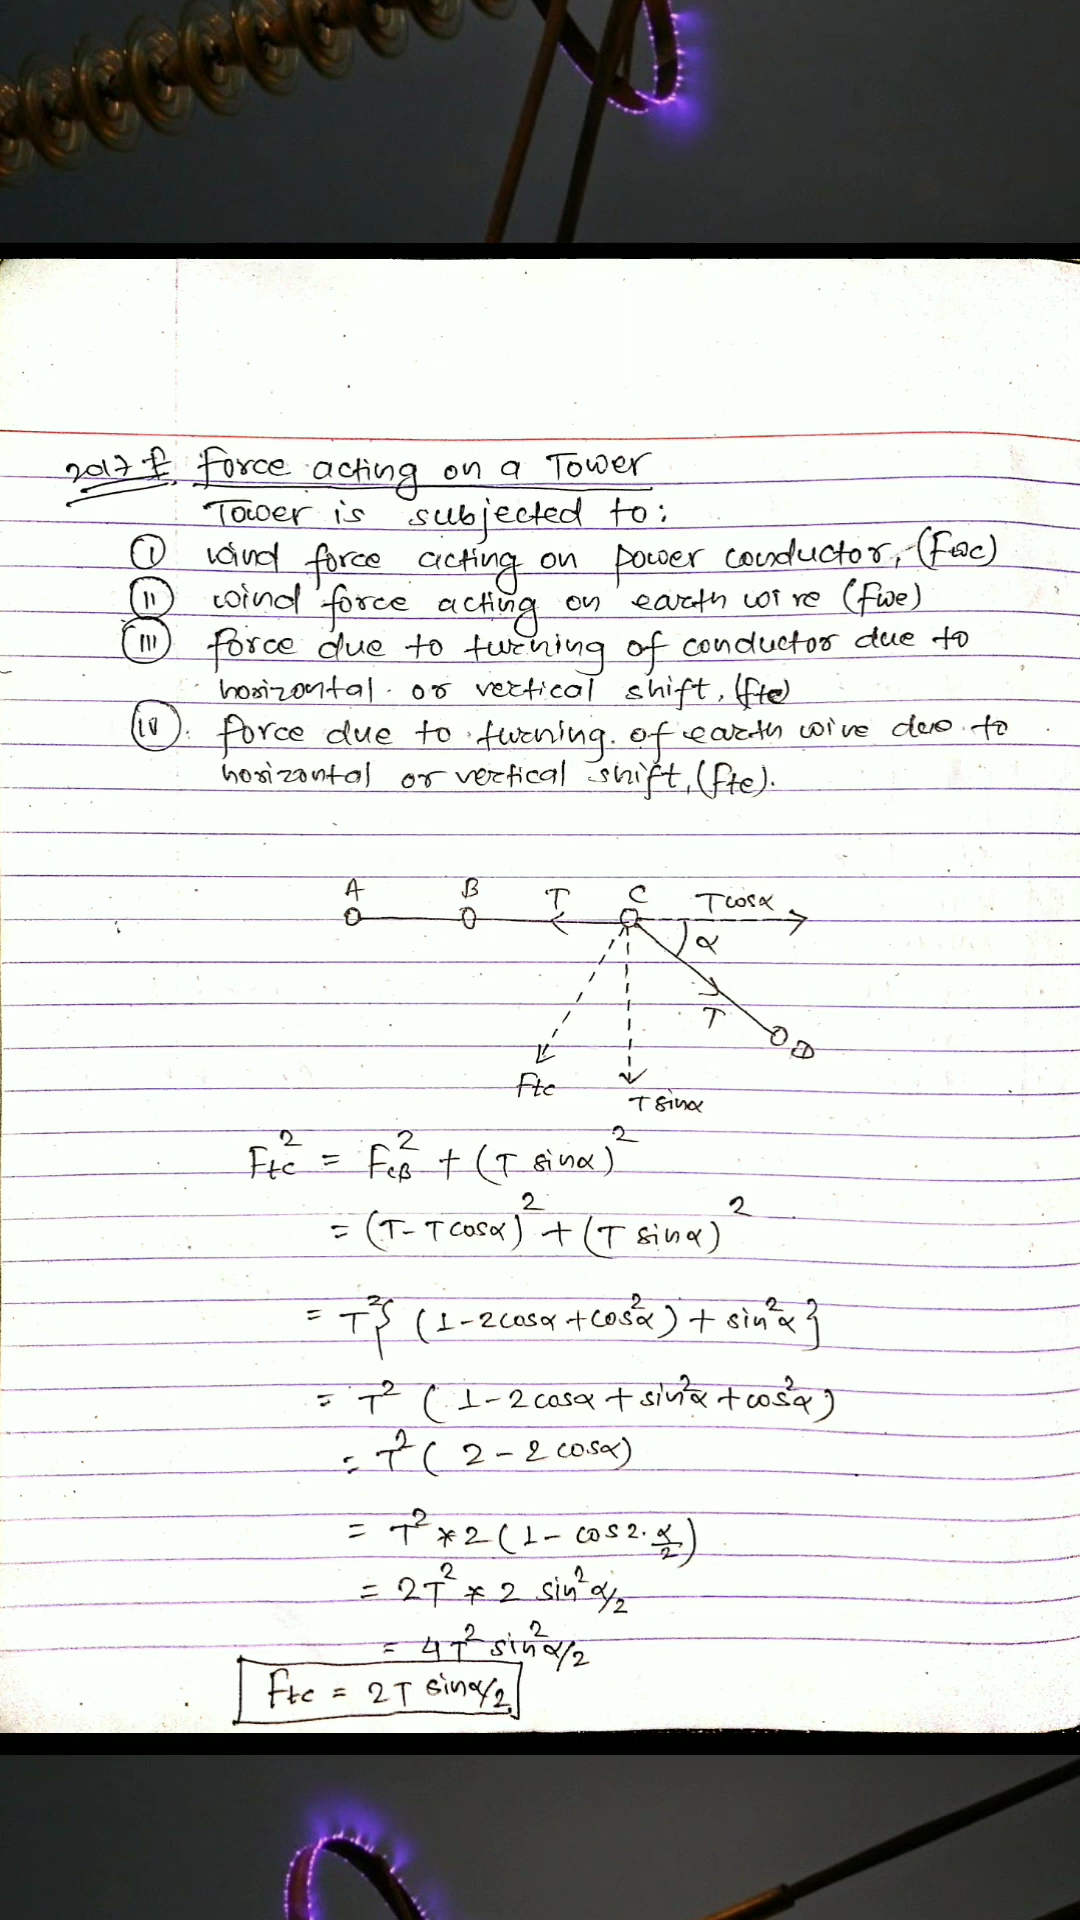 2017 f. force acting on a Tower
Tower is subjected to:
(i) wind force acting on power conductor, (Fwc)
(ii) wind force acting on earth wire (fwe)
(iii) force due to turning of conductor due to
horizontal or vertical shift, (ftc)
(iv). force due to turning of earth wire due to
horizontal or vertical shift, (fte).
A B T C Tcosα
α
T
D
Ftc
T sinα
Ftc² = FcB² + (T sinα)²
= (T - T cosα)² + (T sinα)²
= T²{ (1 - 2cosα + cos²α) + sin²α}
= T² ( 1 - 2 cosα + sin²α + cos²α)
= T² ( 2 - 2 cosα)
= T² * 2 (1 - cos 2. α/2)
= 2T² * 2 sin² α/2
= 4T² sin² α/2
Ftc = 2T sin α/2